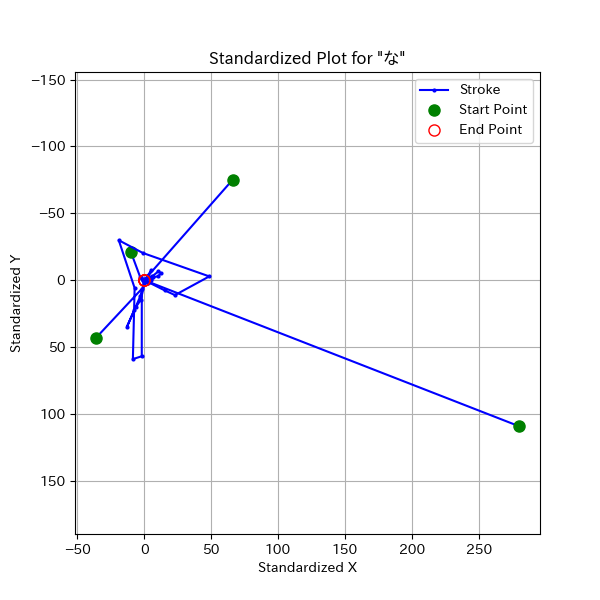 Standardized Plot for "な"
Stroke
Start Point
End Point
Standardized Y
−150
−100
−50
0
50
100
150
−50 0 50 100 150 200 250
Standardized X